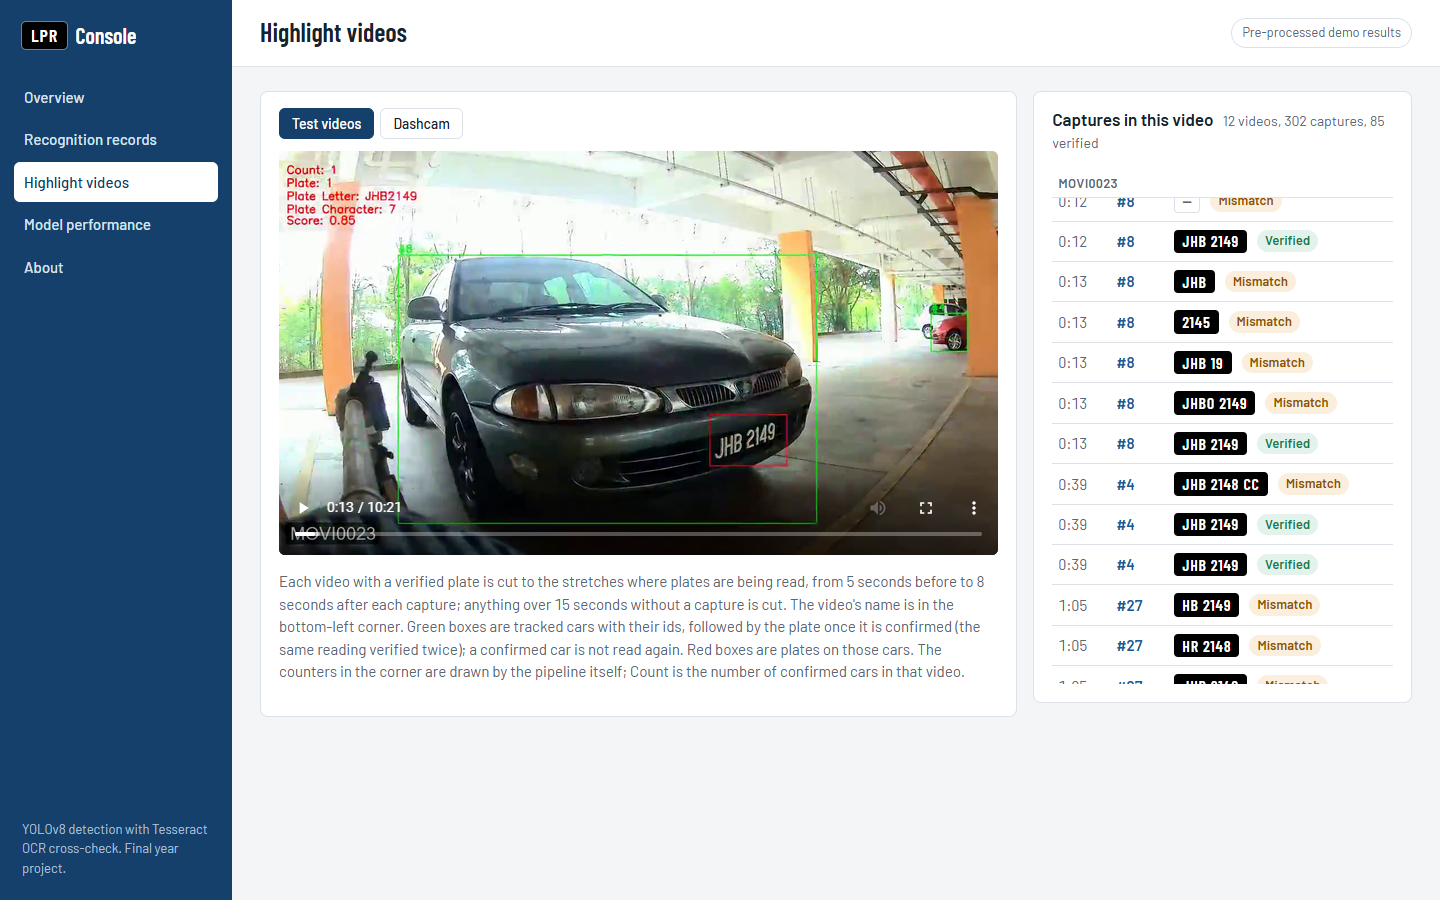 LPR Console
Overview
Recognition records
Highlight videos
Model performance
About
YOLOv8 detection with Tesseract
OCR cross-check. Final year
project.
Highlight videos
Pre-processed demo results
Test videos
Dashcam
Count: 1
Plate: 1
Plate Letter: JHB2149
Plate Character: 7
Score: 0.85
JHB 2149
0:13 / 10:21
MOVI0023
Each video with a verified plate is cut to the stretches where plates are being read, from 5 seconds before to 8
seconds after each capture; anything over 15 seconds without a capture is cut. The video's name is in the
bottom-left corner. Green boxes are tracked cars with their ids, followed by the plate once it is confirmed (the
same reading verified twice); a confirmed car is not read again. Red boxes are plates on those cars. The
counters in the corner are drawn by the pipeline itself; Count is the number of confirmed cars in that video.
Captures in this video 12 videos, 302 captures, 85
verified
MOVI0023
0:12 #8 — Mismatch
0:12 #8 JHB 2149 Verified
0:13 #8 JHB Mismatch
0:13 #8 2145 Mismatch
0:13 #8 JHB 19 Mismatch
0:13 #8 JHBO 2149 Mismatch
0:13 #8 JHB 2149 Verified
0:39 #4 JHB 2148 CC Mismatch
0:39 #4 JHB 2149 Verified
0:39 #4 JHB 2149 Verified
1:05 #27 HB 2149 Mismatch
1:05 #27 HR 2148 Mismatch